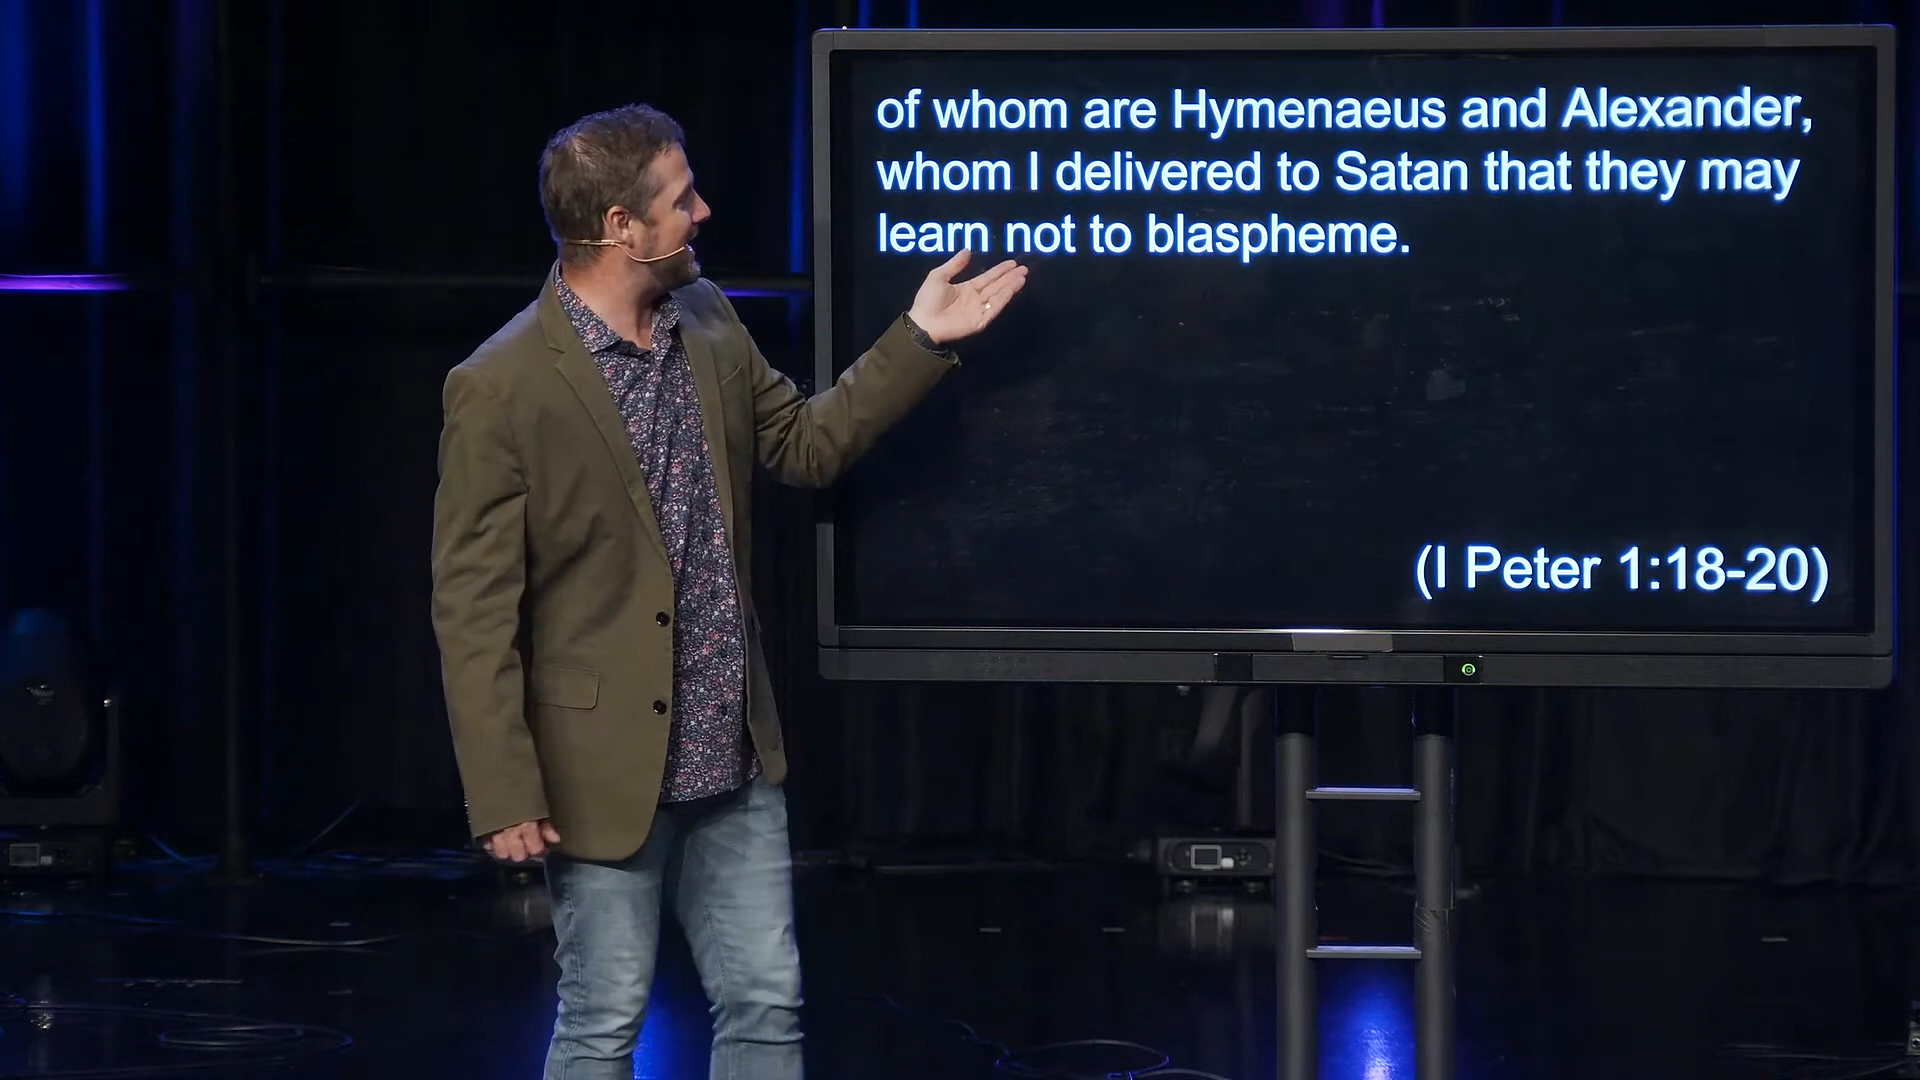 of whom are Hymenaeus and Alexander,
whom I delivered to Satan that they may
learn not to blaspheme.
(I Peter 1:18-20)